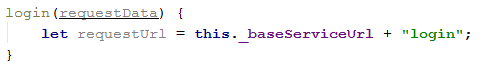 login(requestData) {
    let requestUrl = this._baseServiceUrl + "login";
}